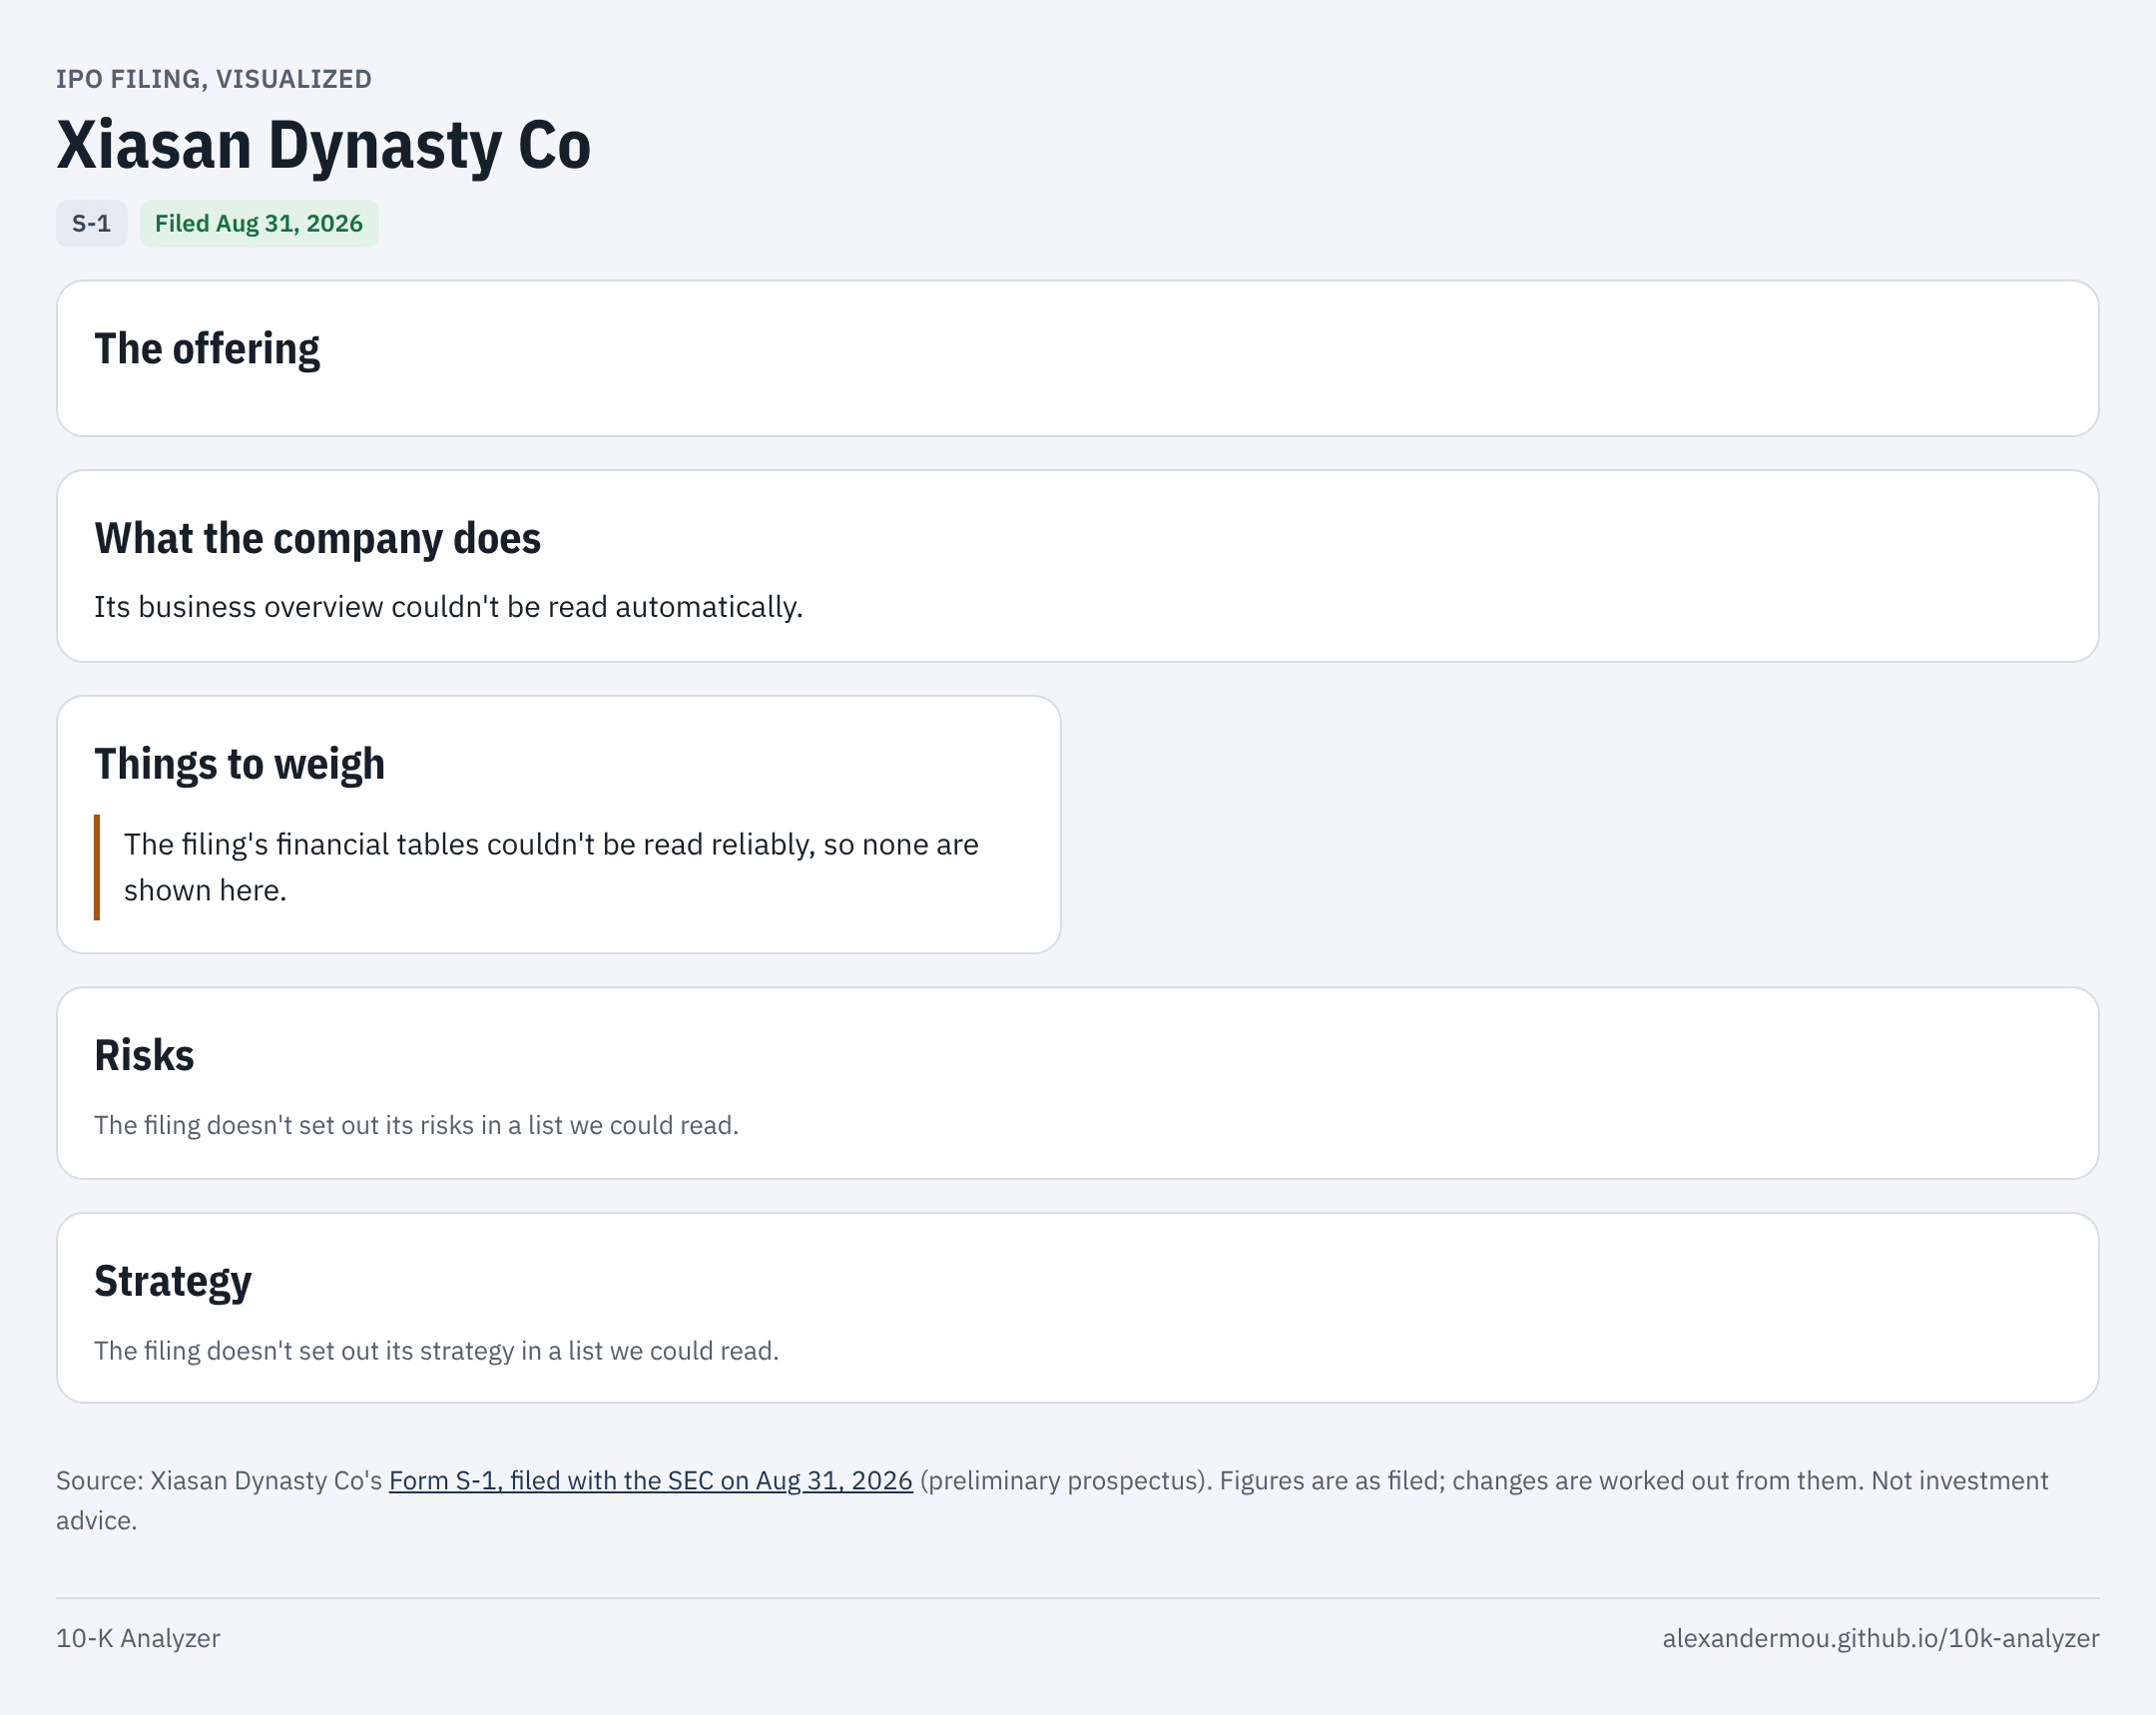 IPO FILING, VISUALIZED
Xiasan Dynasty Co
S-1
Filed Aug 31, 2026
The offering
What the company does
Its business overview couldn't be read automatically.
Things to weigh
The filing's financial tables couldn't be read reliably, so none are
shown here.
Risks
The filing doesn't set out its risks in a list we could read.
Strategy
The filing doesn't set out its strategy in a list we could read.
Source: Xiasan Dynasty Co's Form S-1, filed with the SEC on Aug 31, 2026 (preliminary prospectus). Figures are as filed; changes are worked out from them. Not investment
advice.
10-K Analyzer
alexandermou.github.io/10k-analyzer